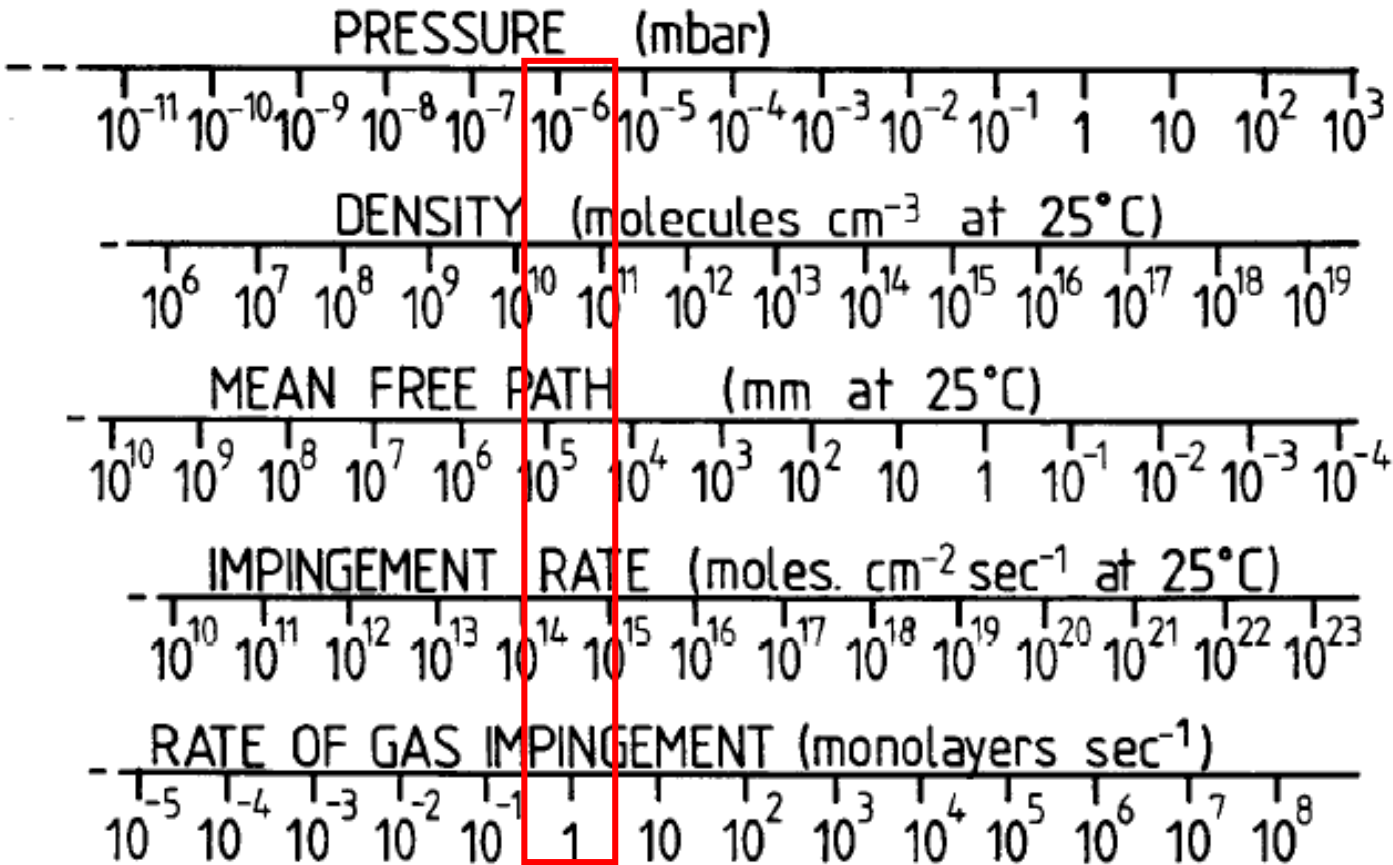 PRESSURE (mbar)
10⁻¹¹ 10⁻¹⁰ 10⁻⁹ 10⁻⁸ 10⁻⁷ 10⁻⁶ 10⁻⁵ 10⁻⁴ 10⁻³ 10⁻² 10⁻¹ 1 10 10² 10³
DENSITY (molecules cm⁻³ at 25°C)
10⁶ 10⁷ 10⁸ 10⁹ 10¹⁰ 10¹¹ 10¹² 10¹³ 10¹⁴ 10¹⁵ 10¹⁶ 10¹⁷ 10¹⁸ 10¹⁹
MEAN FREE PATH (mm at 25°C)
10¹⁰ 10⁹ 10⁸ 10⁷ 10⁶ 10⁵ 10⁴ 10³ 10² 10 1 10⁻¹ 10⁻² 10⁻³ 10⁻⁴
IMPINGEMENT RATE (moles. cm⁻² sec⁻¹ at 25°C)
10¹⁰ 10¹¹ 10¹² 10¹³ 10¹⁴ 10¹⁵ 10¹⁶ 10¹⁷ 10¹⁸ 10¹⁹ 10²⁰ 10²¹ 10²² 10²³
RATE OF GAS IMPINGEMENT (monolayers sec⁻¹)
10⁻⁵ 10⁻⁴ 10⁻³ 10⁻² 10⁻¹ 1 10 10² 10³ 10⁴ 10⁵ 10⁶ 10⁷ 10⁸